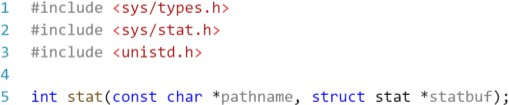 1 #include <sys/types.h>
2 #include <sys/stat.h>
3 #include <unistd.h>
4
5 int stat(const char *pathname, struct stat *statbuf);